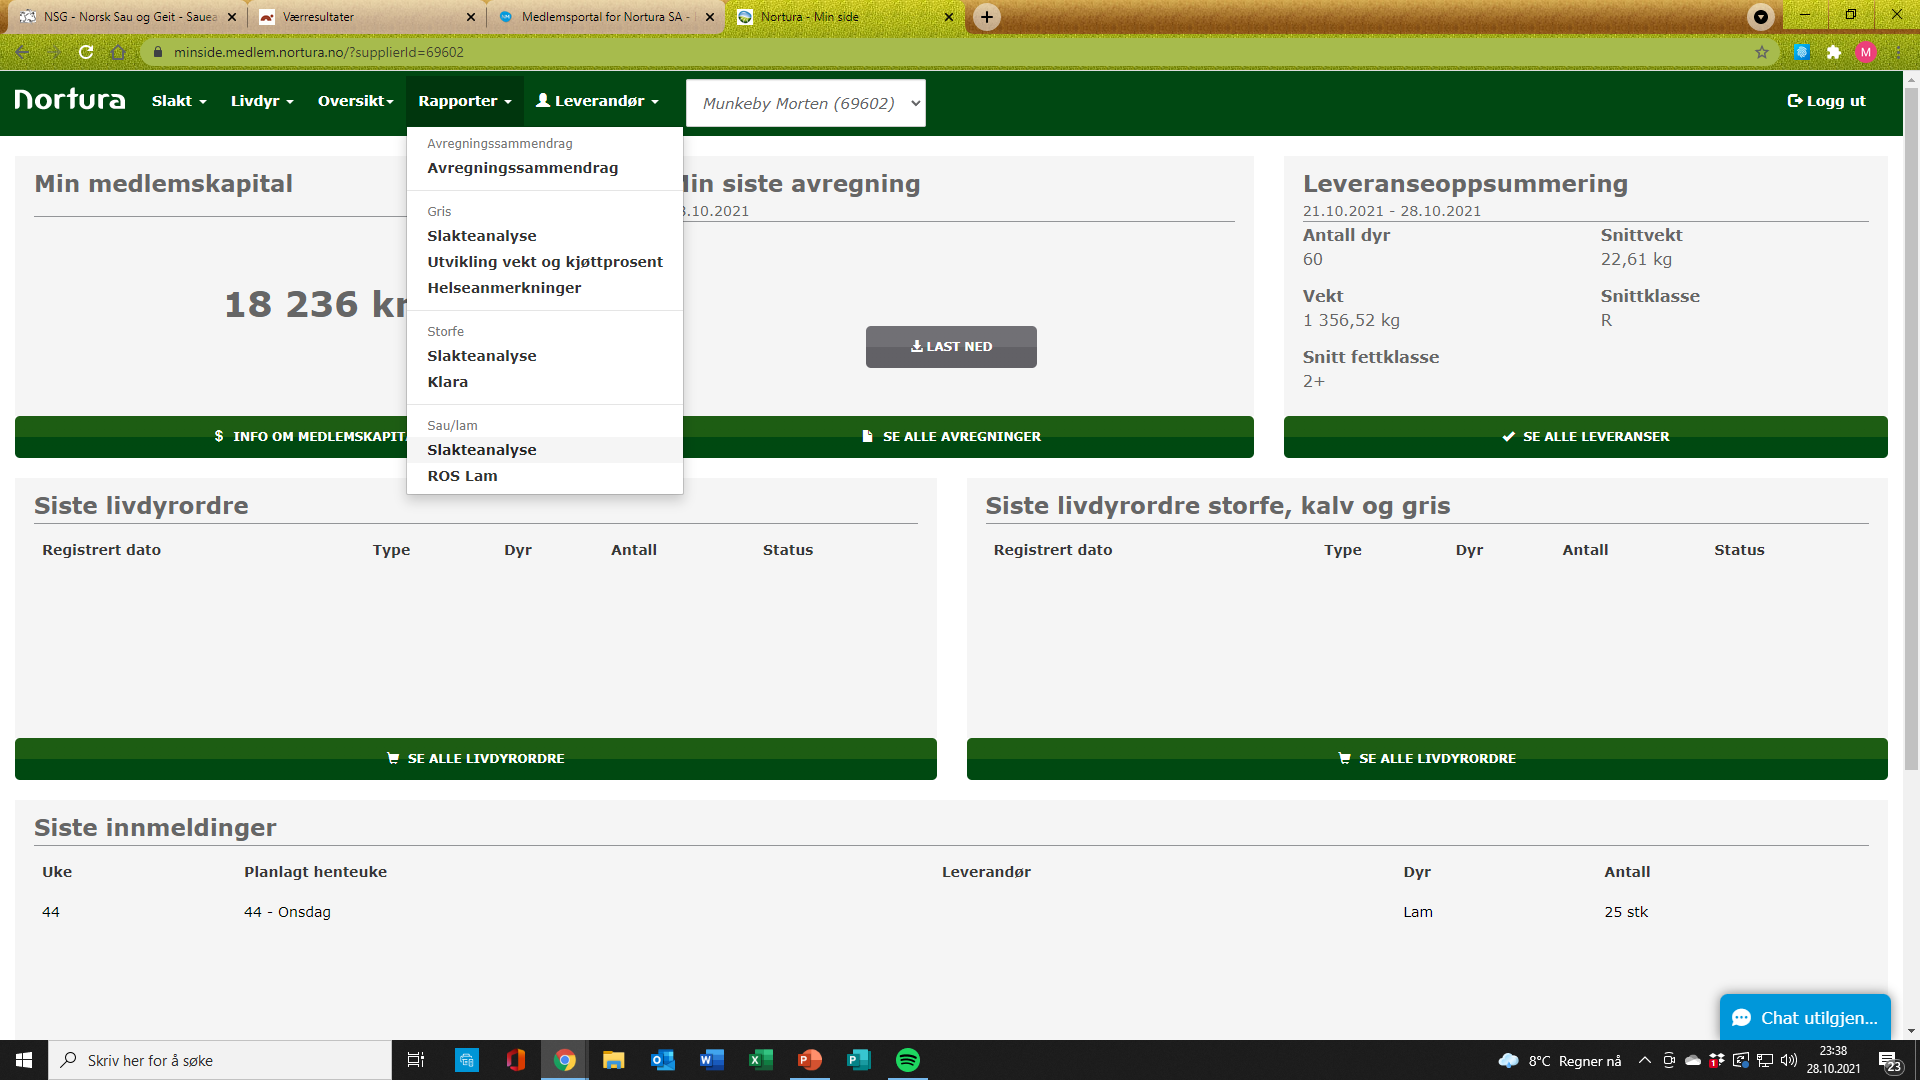 NSG - Norsk Sau og Geit - Sauea
Værresultater
Medlemsportal for Nortura SA -
Nortura - Min side
minside.medlem.nortura.no/?supplierId=69602
M
Nortura
Slakt
Livdyr
Oversikt
Rapporter
Leverandør
Munkeby Morten (69602)
Logg ut
Avregningssammendrag
Avregningssammendrag
Gris
Slakteanalyse
Utvikling vekt og kjøttprosent
Helseanmerkninger
Storfe
Slakteanalyse
Klara
Sau/lam
Slakteanalyse
ROS Lam
Min medlemskapital
18 236 kr
INFO OM MEDLEMSKAPITA
Min siste avregning
8.10.2021
LAST NED
SE ALLE AVREGNINGER
Leveranseoppsummering
21.10.2021 - 28.10.2021
Antall dyr Snittvekt
60 22,61 kg
Vekt Snittklasse
1 356,52 kg R
Snitt fettklasse
2+
SE ALLE LEVERANSER
Siste livdyrordre
Registrert dato Type Dyr Antall Status
SE ALLE LIVDYRORDRE
Siste livdyrordre storfe, kalv og gris
Registrert dato Type Dyr Antall Status
SE ALLE LIVDYRORDRE
Siste innmeldinger
Uke Planlagt henteuke Leverandør Dyr Antall
44 44 - Onsdag Lam 25 stk
Chat utilgjen...
Skriv her for å søke
8°C Regner nå
23:38
28.10.2021
23